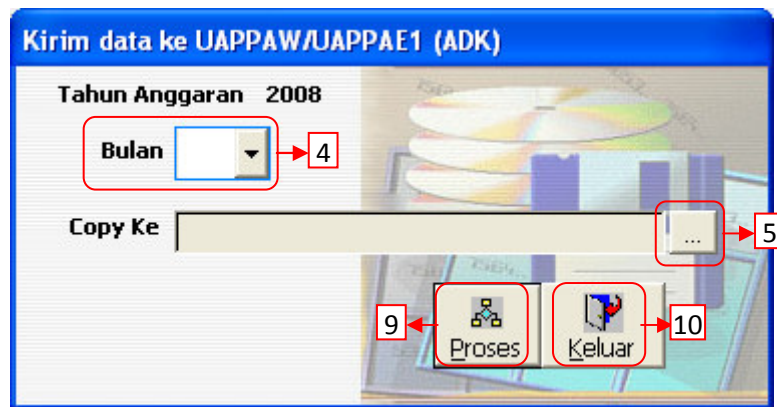 Kirim data ke UAPPAW/UAPPAE1 (ADK)
Tahun Anggaran 2008
Bulan 4
Copy Ke ... 5
9 Proses Keluar 10